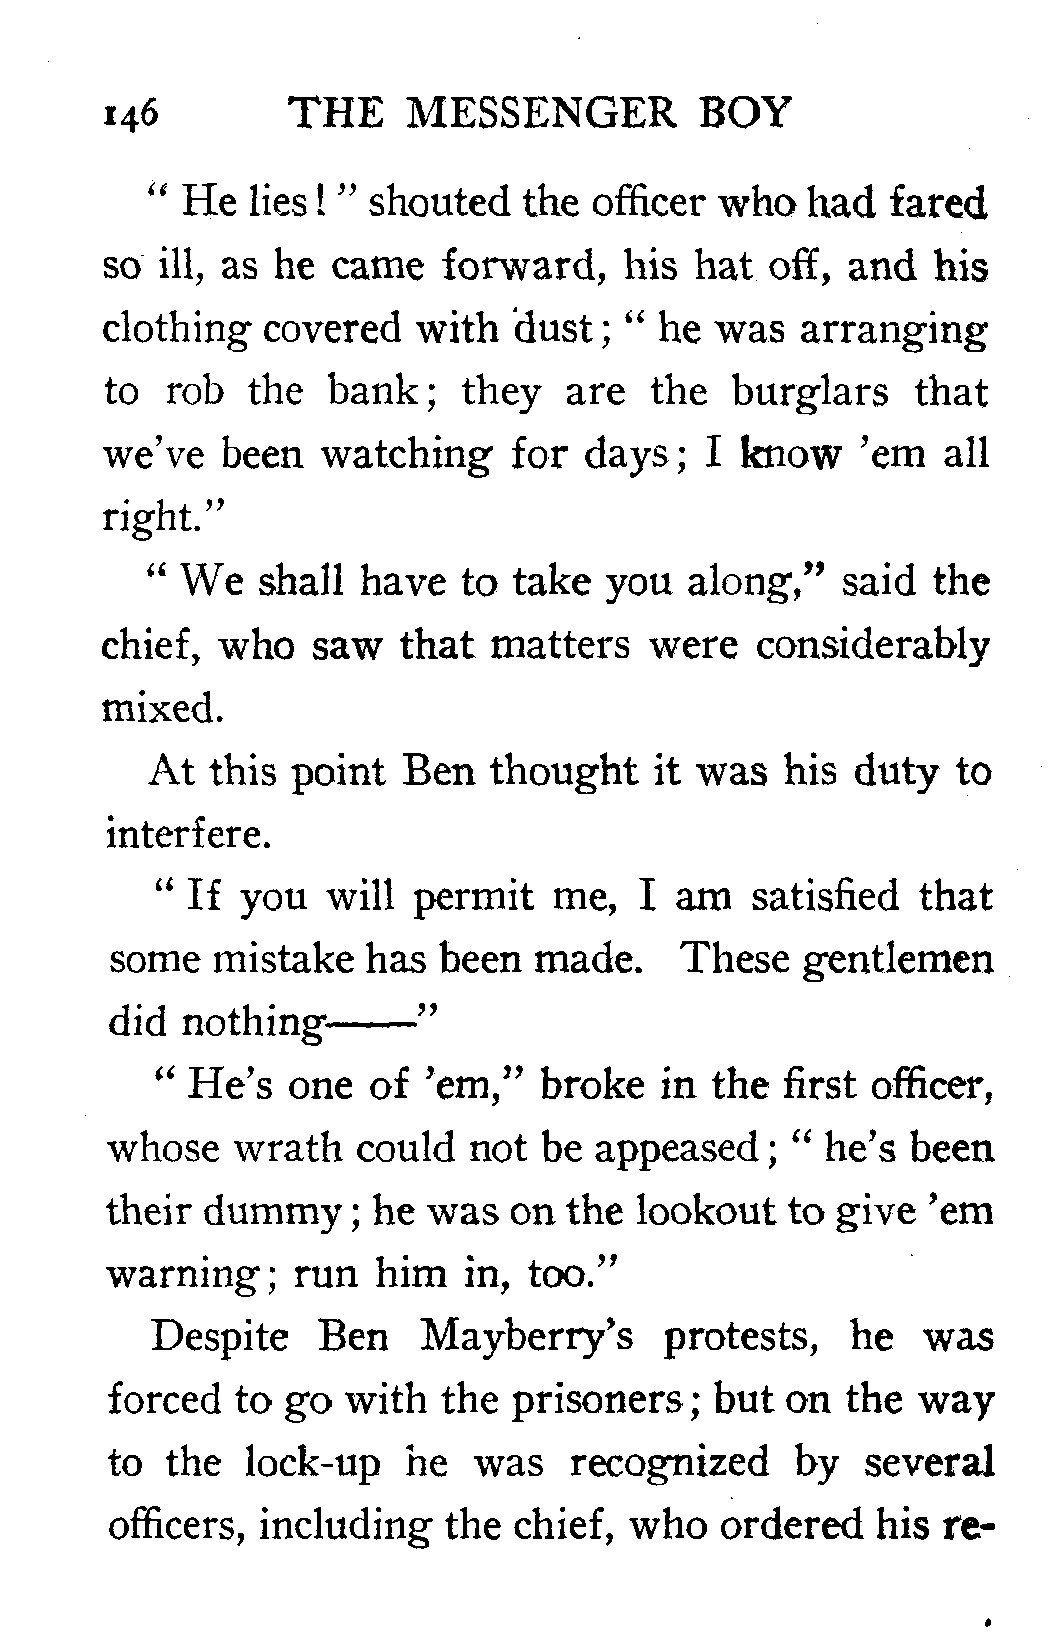 146 THE MESSENGER BOY
“ He lies! ” shouted the officer who had fared
so ill, as he came forward, his hat off, and his
clothing covered with dust; “ he was arranging
to rob the bank; they are the burglars that
we’ve been watching for days; I know ’em all
right.”
“ We shall have to take you along,” said the
chief, who saw that matters were considerably
mixed.
At this point Ben thought it was his duty to
interfere.
“ If you will permit me, I am satisfied that
some mistake has been made. These gentlemen
did nothing——”
“ He’s one of ’em,” broke in the first officer,
whose wrath could not be appeased; “ he’s been
their dummy; he was on the lookout to give ’em
warning; run him in, too.”
Despite Ben Mayberry’s protests, he was
forced to go with the prisoners; but on the way
to the lock-up he was recognized by several
officers, including the chief, who ordered his re-